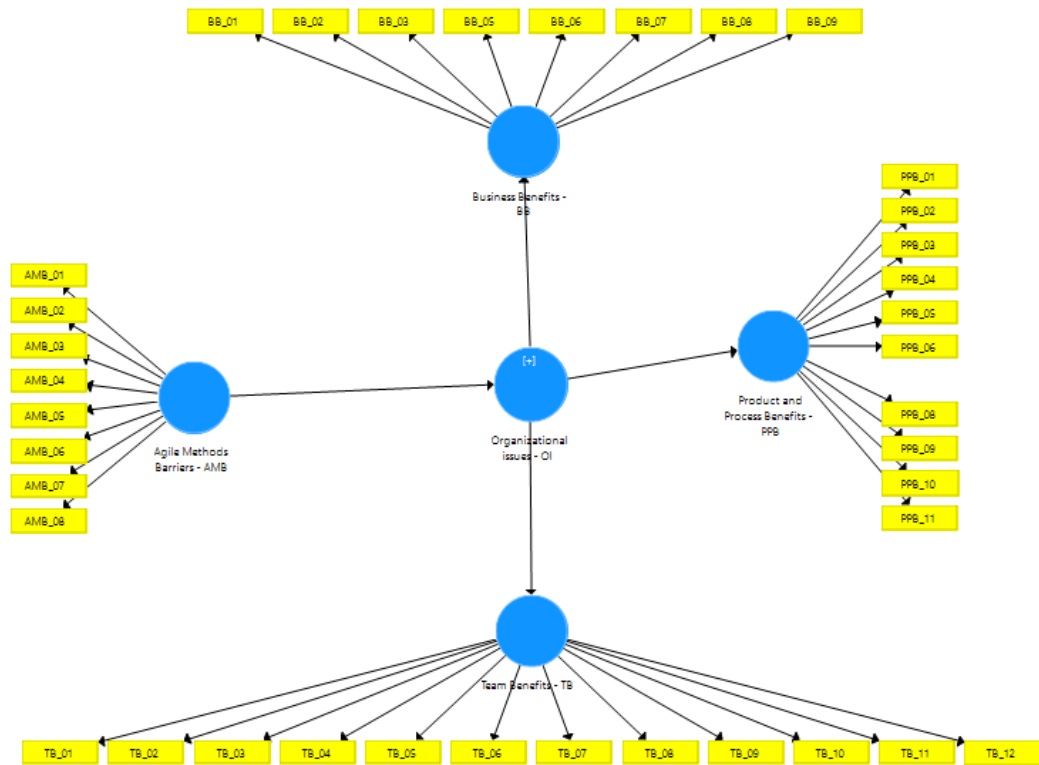 BB_01
BB_02
BB_03
BB_05
BB_06
BB_07
BB_08
BB_09
Business Benefits -
BB
PPB_01
PPB_02
PPB_03
PPB_04
PPB_05
PPB_06
PPB_08
PPB_09
PPB_10
PPB_11
Product and
Process Benefits -
PPB
AMB_01
AMB_02
AMB_03
AMB_04
AMB_05
AMB_06
AMB_07
AMB_08
Agile Methods
Barriers - AMB
[+]
Organizational
issues - OI
Team Benefits - TB
TB_01
TB_02
TB_03
TB_04
TB_05
TB_06
TB_07
TB_08
TB_09
TB_10
TB_11
TB_12